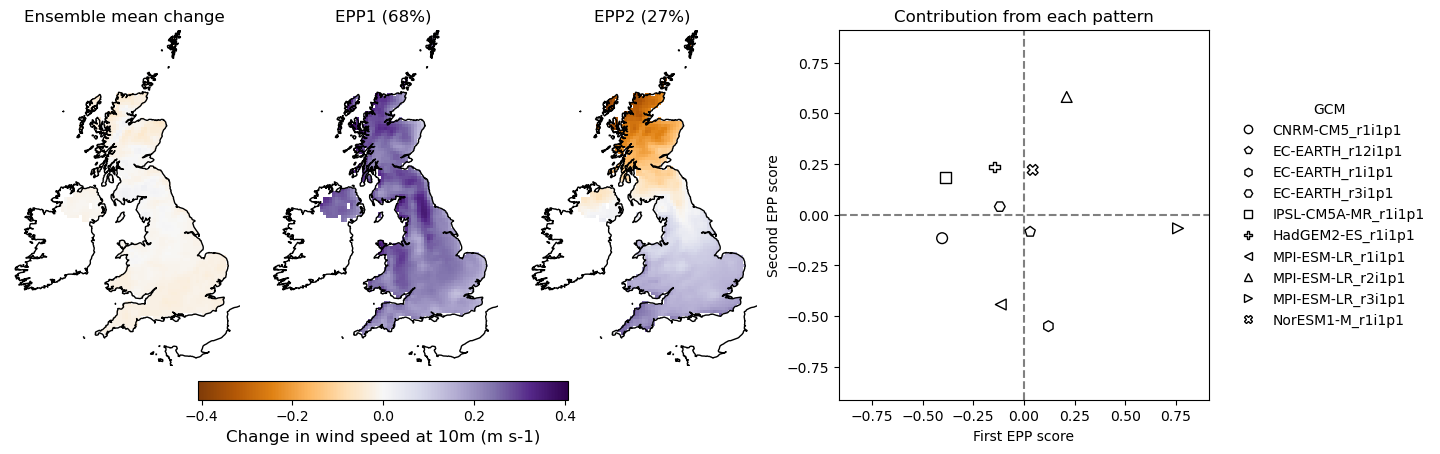 Ensemble mean change
EPP1 (68%)
EPP2 (27%)
−0.4 −0.2 0.0 0.2 0.4
Change in wind speed at 10m (m s-1)
Contribution from each pattern
Second EPP score
0.75
0.50
0.25
0.00
−0.25
−0.50
−0.75
−0.75 −0.50 −0.25 0.00 0.25 0.50 0.75
First EPP score
GCM
CNRM-CM5_r1i1p1
EC-EARTH_r12i1p1
EC-EARTH_r1i1p1
EC-EARTH_r3i1p1
IPSL-CM5A-MR_r1i1p1
HadGEM2-ES_r1i1p1
MPI-ESM-LR_r1i1p1
MPI-ESM-LR_r2i1p1
MPI-ESM-LR_r3i1p1
NorESM1-M_r1i1p1